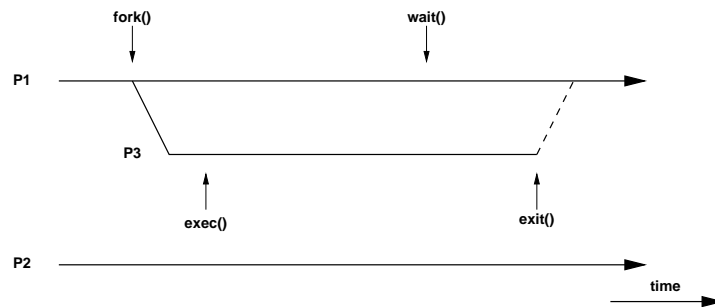 fork() wait()
P1
P3
exec() exit()
P2
time